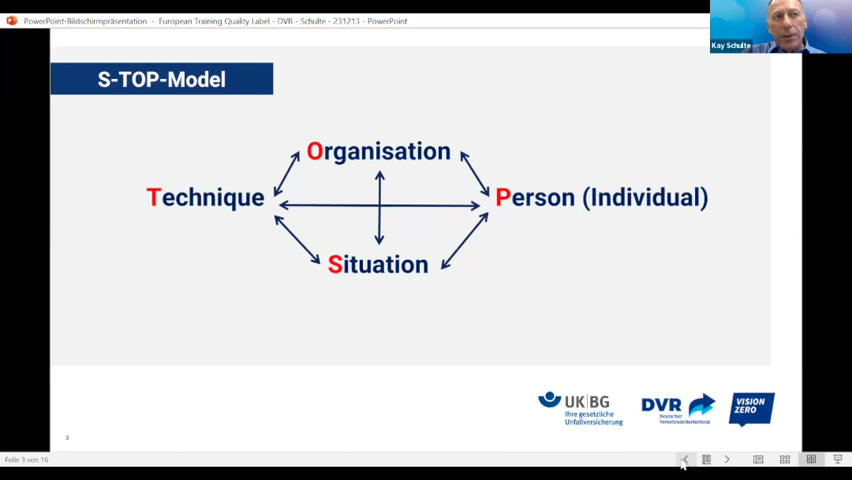 PowerPoint-Bildschirmpräsentation - European Training Quality Label - DVR - Schulte - 231213 - PowerPoint
Kay Schulte
S-TOP-Model
Organisation
Technique
Person (Individual)
Situation
UK|BG
Ihre gesetzliche
Unfallversicherung
DVR
Deutscher
Verkehrssicherheitsrat
VISION
ZERO
3
Folie 3 von 16